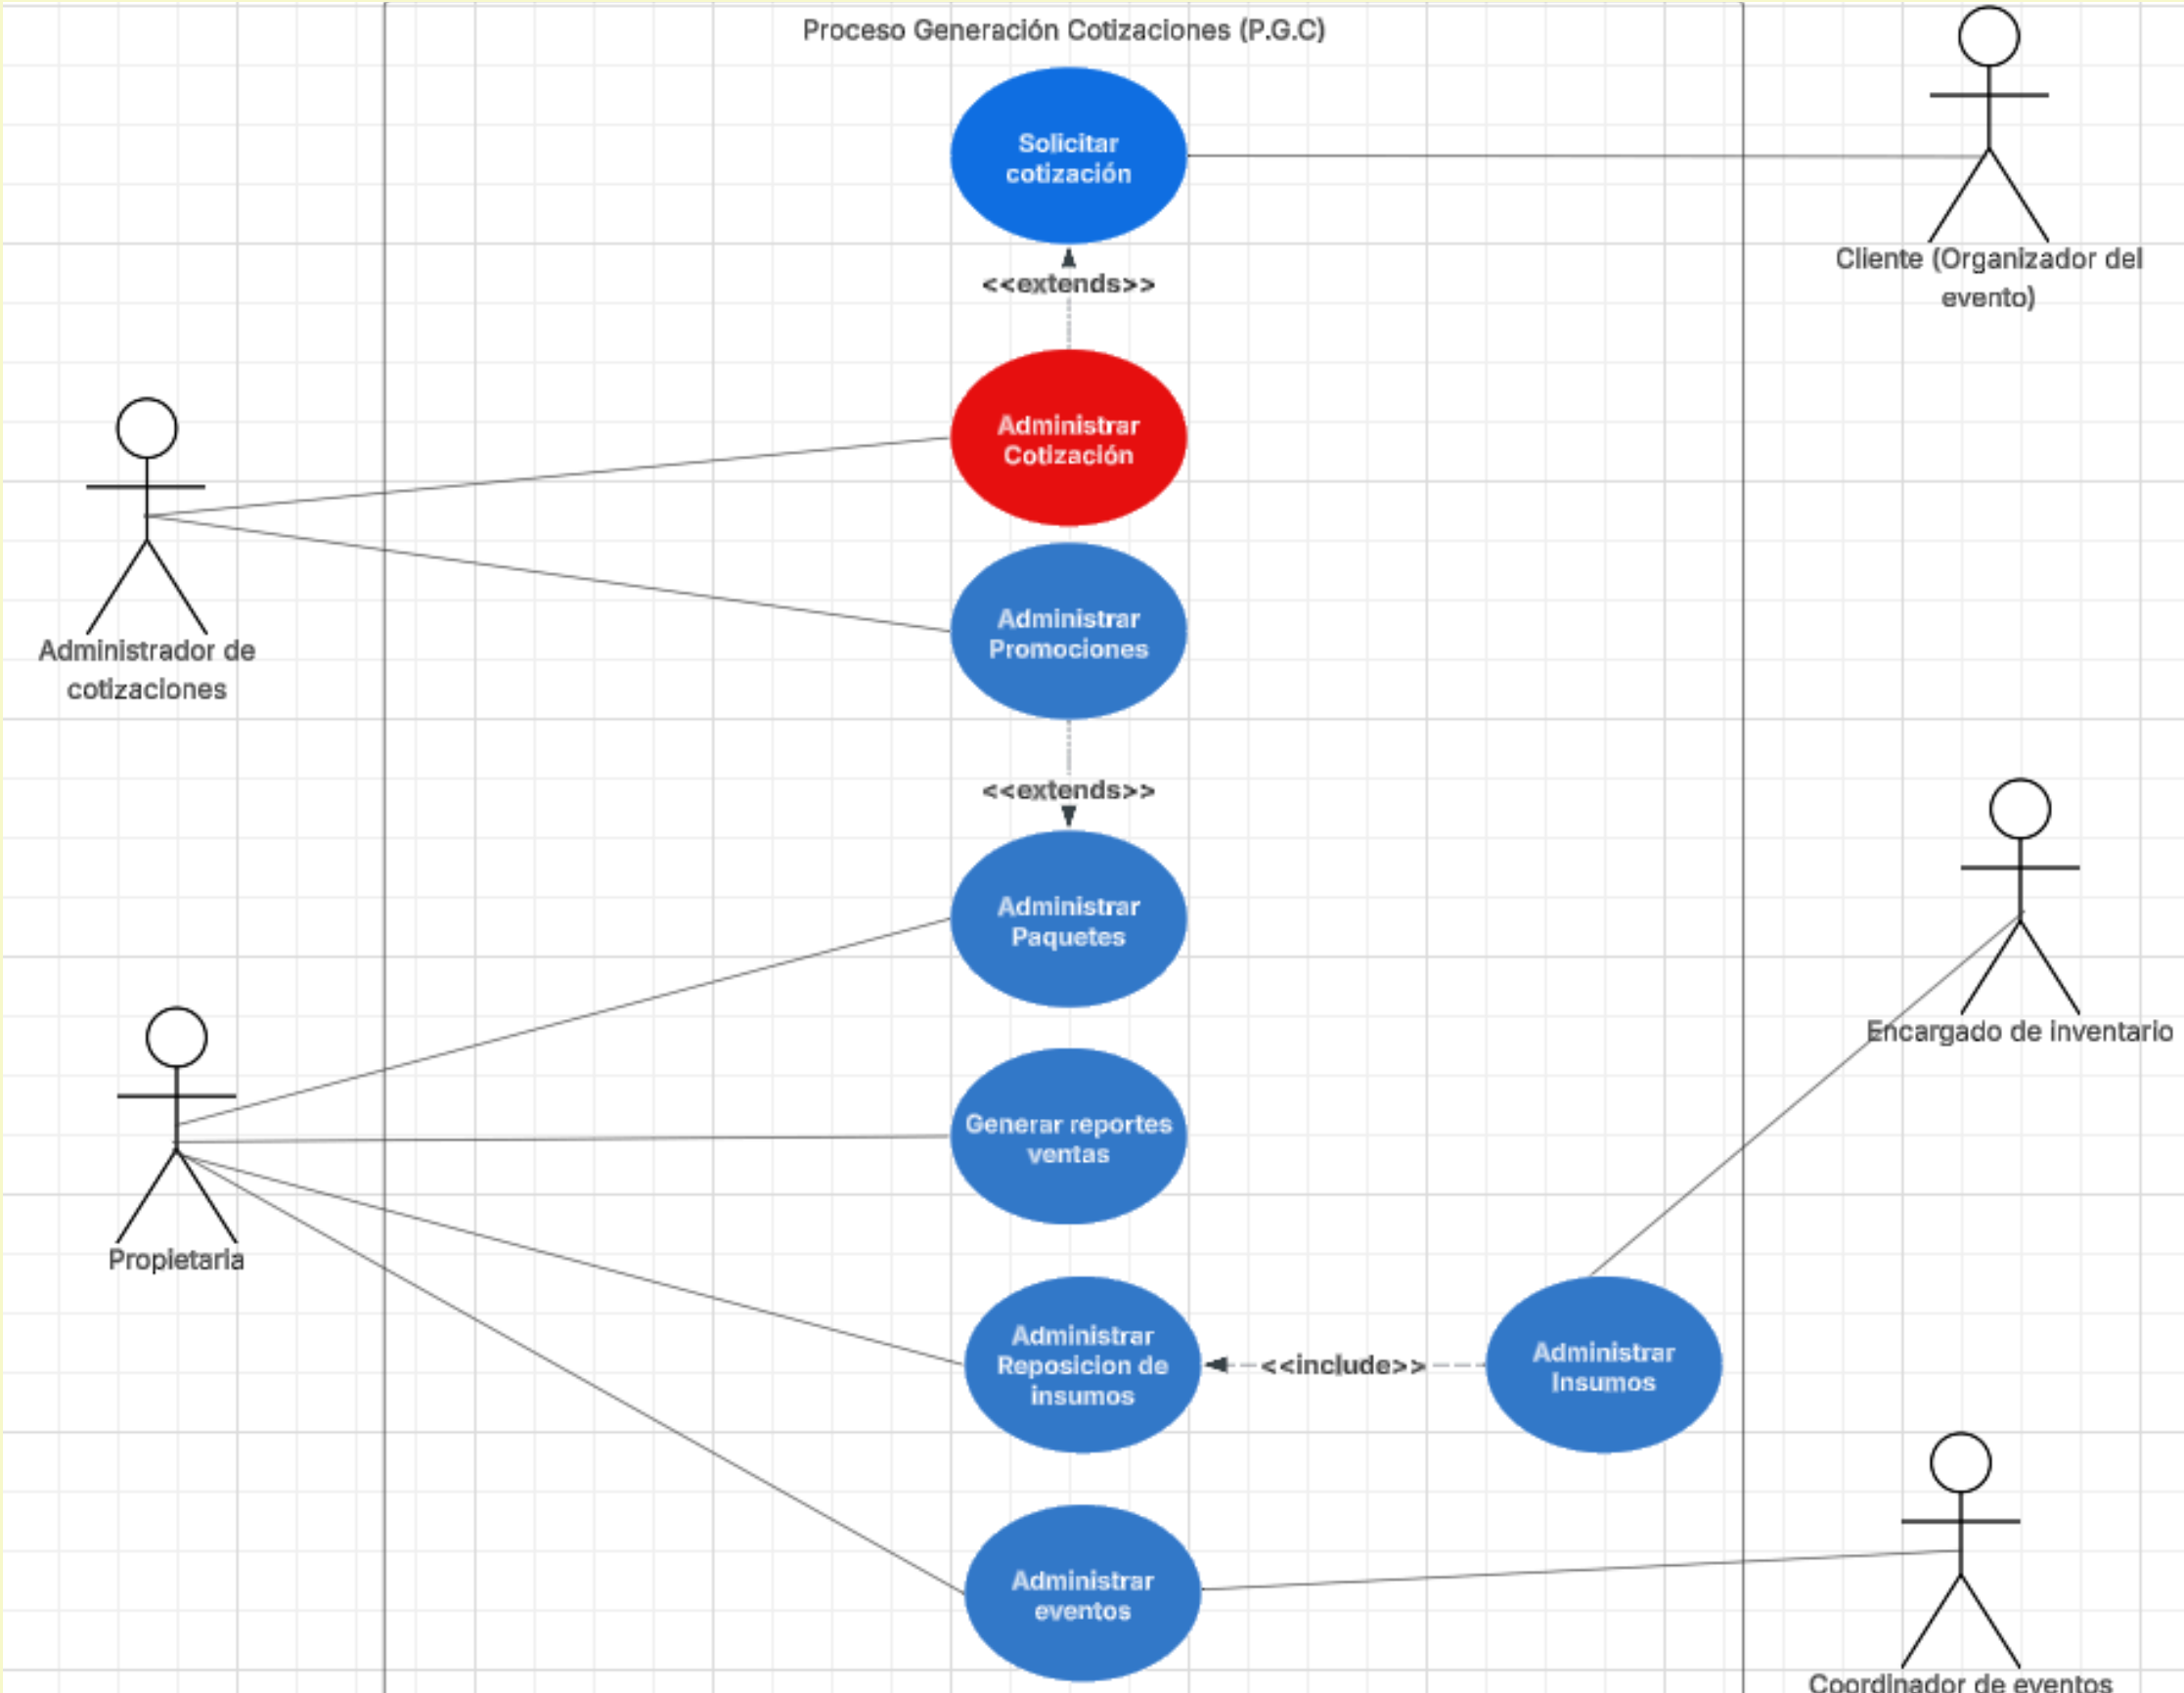 Proceso Generación Cotizaciones (P.G.C)
Solicitar
cotización
Cliente (Organizador del
evento)
<<extends>>
Administrar
Cotización
Administrador de
cotizaciones
Administrar
Promociones
<<extends>>
Administrar
Paquetes
Encargado de inventario
Generar reportes
ventas
Propietaria
Administrar
Reposicion de
insumos
<<include>>
Administrar
Insumos
Administrar
eventos
Coordinador de eventos